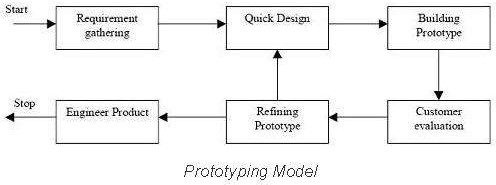 Start
Requirement
gathering
Quick Design
Building
Prototype
Stop
Engineer Product
Refining
Prototype
Customer
evaluation
Prototyping Model